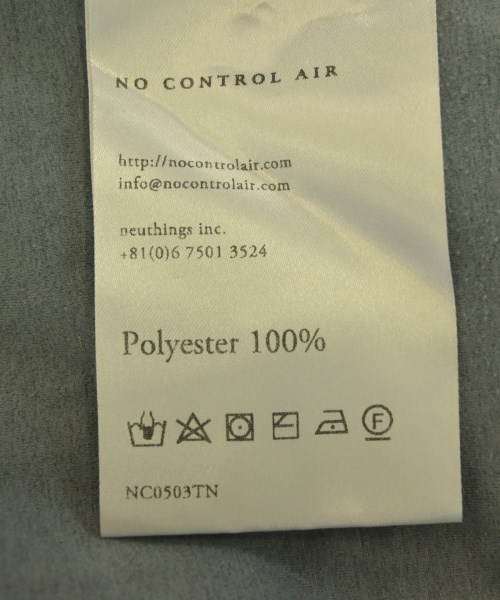 NO CONTROL AIR
http://nocontrolair.com
info@nocontrolair.com
neuthings inc.
+81(0)6 7501 3524
Polyester 100%
F
NC0503TN